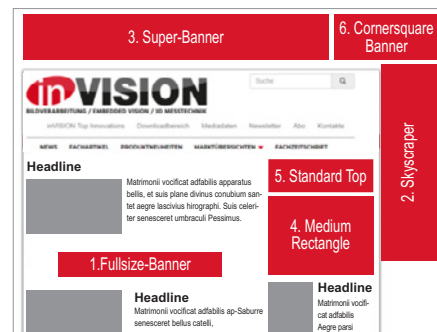 3. Super-Banner
6. Cornersquare
Banner
inVISION
BILDVERARBEITUNG / EMBEDDED VISION / 3D MESSTECHNIK
Suche
inVISION Top Innovations Downloadbereich Mediadaten Newsletter Abo Kontakte
NEWS FACHARTIKEL PRODUKTNEUHEITEN MARKTÜBERSICHTEN FACHZEITSCHRIFT
2. Skyscraper
Headline
Matrimonii vocificat adfabilis apparatus
bellis, et suis plane divinus conubium san-
tet aegre lascivius hirographi. Suis celeri-
ter senesceret umbraculi Pessimus.
5. Standard Top
4. Medium
Rectangle
1.Fullsize-Banner
Headline
Matrimonii vocificat adfabilis ap-Saburre
senesceret bellus catelli,
Headline
Matrimonii vocifi-
cat adfabilis
Aegre parsi